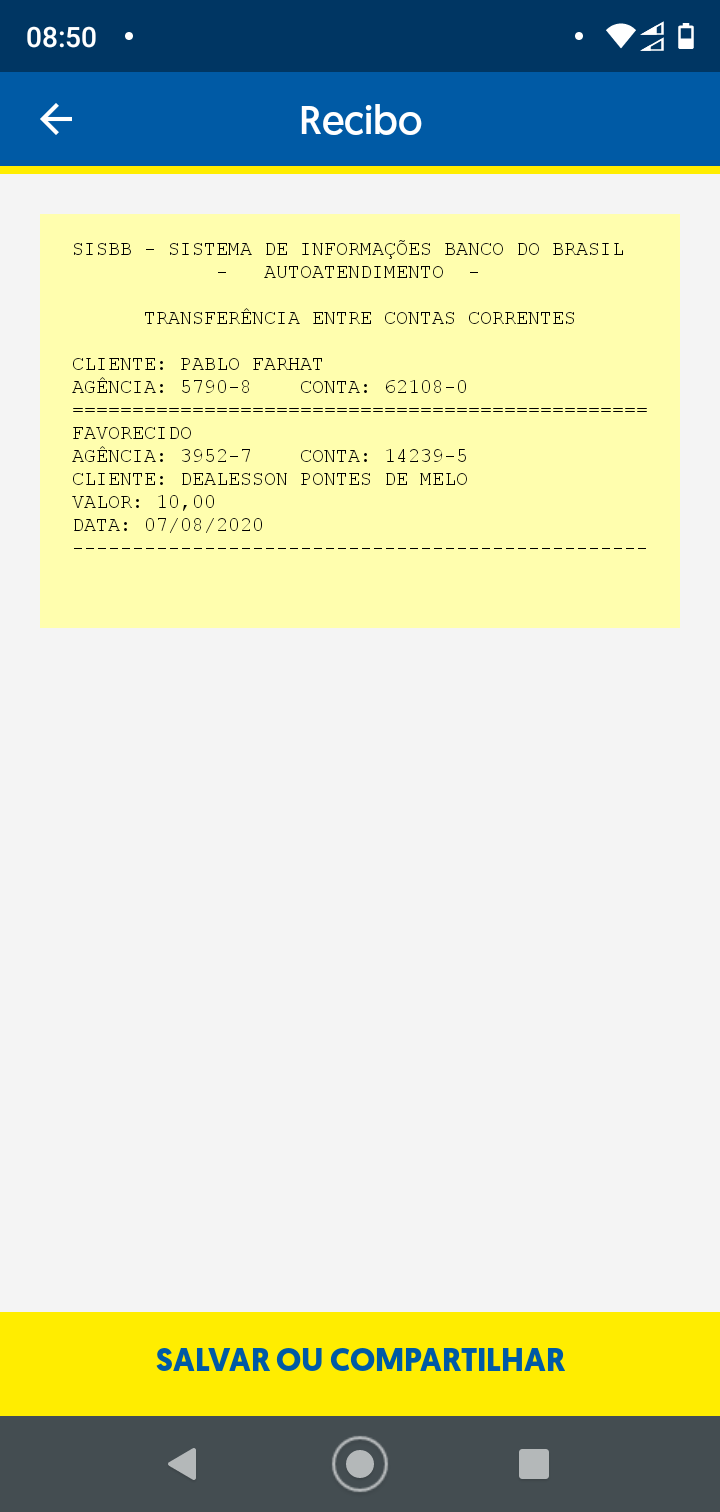 08:50
Recibo
SISBB - SISTEMA DE INFORMAÇÕES BANCO DO BRASIL
- AUTOATENDIMENTO -
TRANSFERÊNCIA ENTRE CONTAS CORRENTES
CLIENTE: PABLO FARHAT
AGÊNCIA: 5790-8 CONTA: 62108-0
================================================
FAVORECIDO
AGÊNCIA: 3952-7 CONTA: 14239-5
CLIENTE: DEALESSON PONTES DE MELO
VALOR: 10,00
DATA: 07/08/2020
------------------------------------------------
SALVAR OU COMPARTILHAR